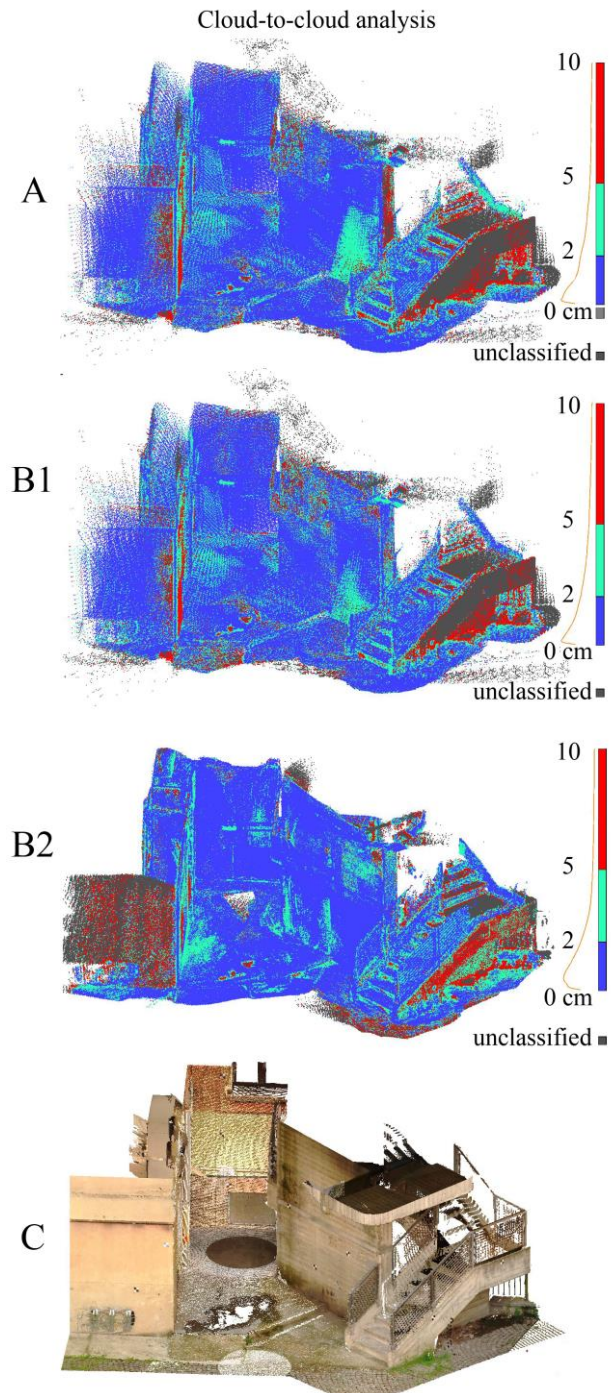 Cloud-to-cloud analysis
A
10
5
2
0 cm
unclassified
B1
10
5
2
0 cm
unclassified
B2
10
5
2
0 cm
unclassified
C